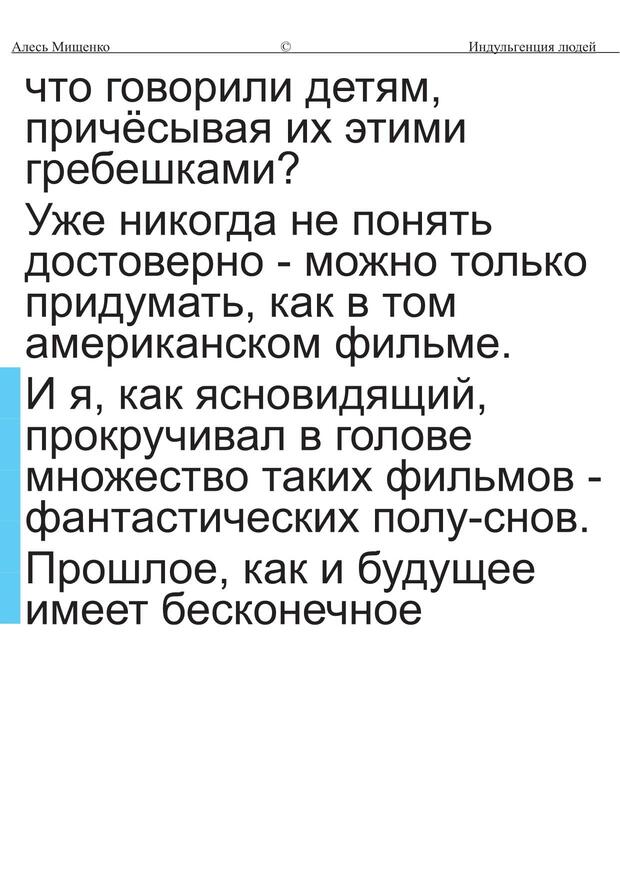 Алесь Мищенко © Индульгенция людей
что говорили детям,
причёсывая их этими
гребешками?
Уже никогда не понять
достоверно - можно только
придумать, как в том
американском фильме.
И я, как ясновидящий,
прокручивал в голове
множество таких фильмов -
фантастических полу-снов.
Прошлое, как и будущее
имеет бесконечное